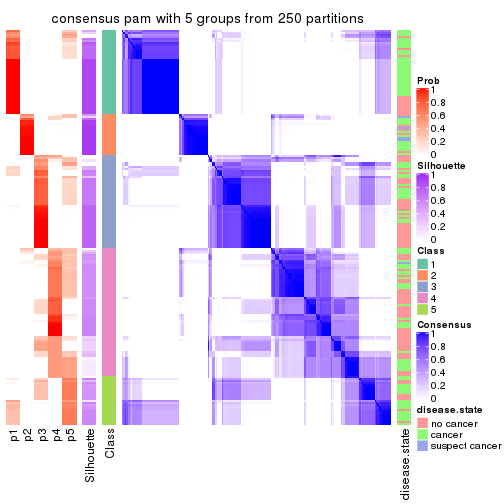 consensus pam with 5 groups from 250 partitions
p1
p2
p3
p4
p5
Silhouette
Class
disease.state
Prob
1
0.8
0.6
0.4
0.2
0
Silhouette
1
0.8
0.6
0.4
0.2
0
Class
1
2
3
4
5
Consensus
1
0.8
0.6
0.4
0.2
0
disease.state
no cancer
cancer
suspect cancer